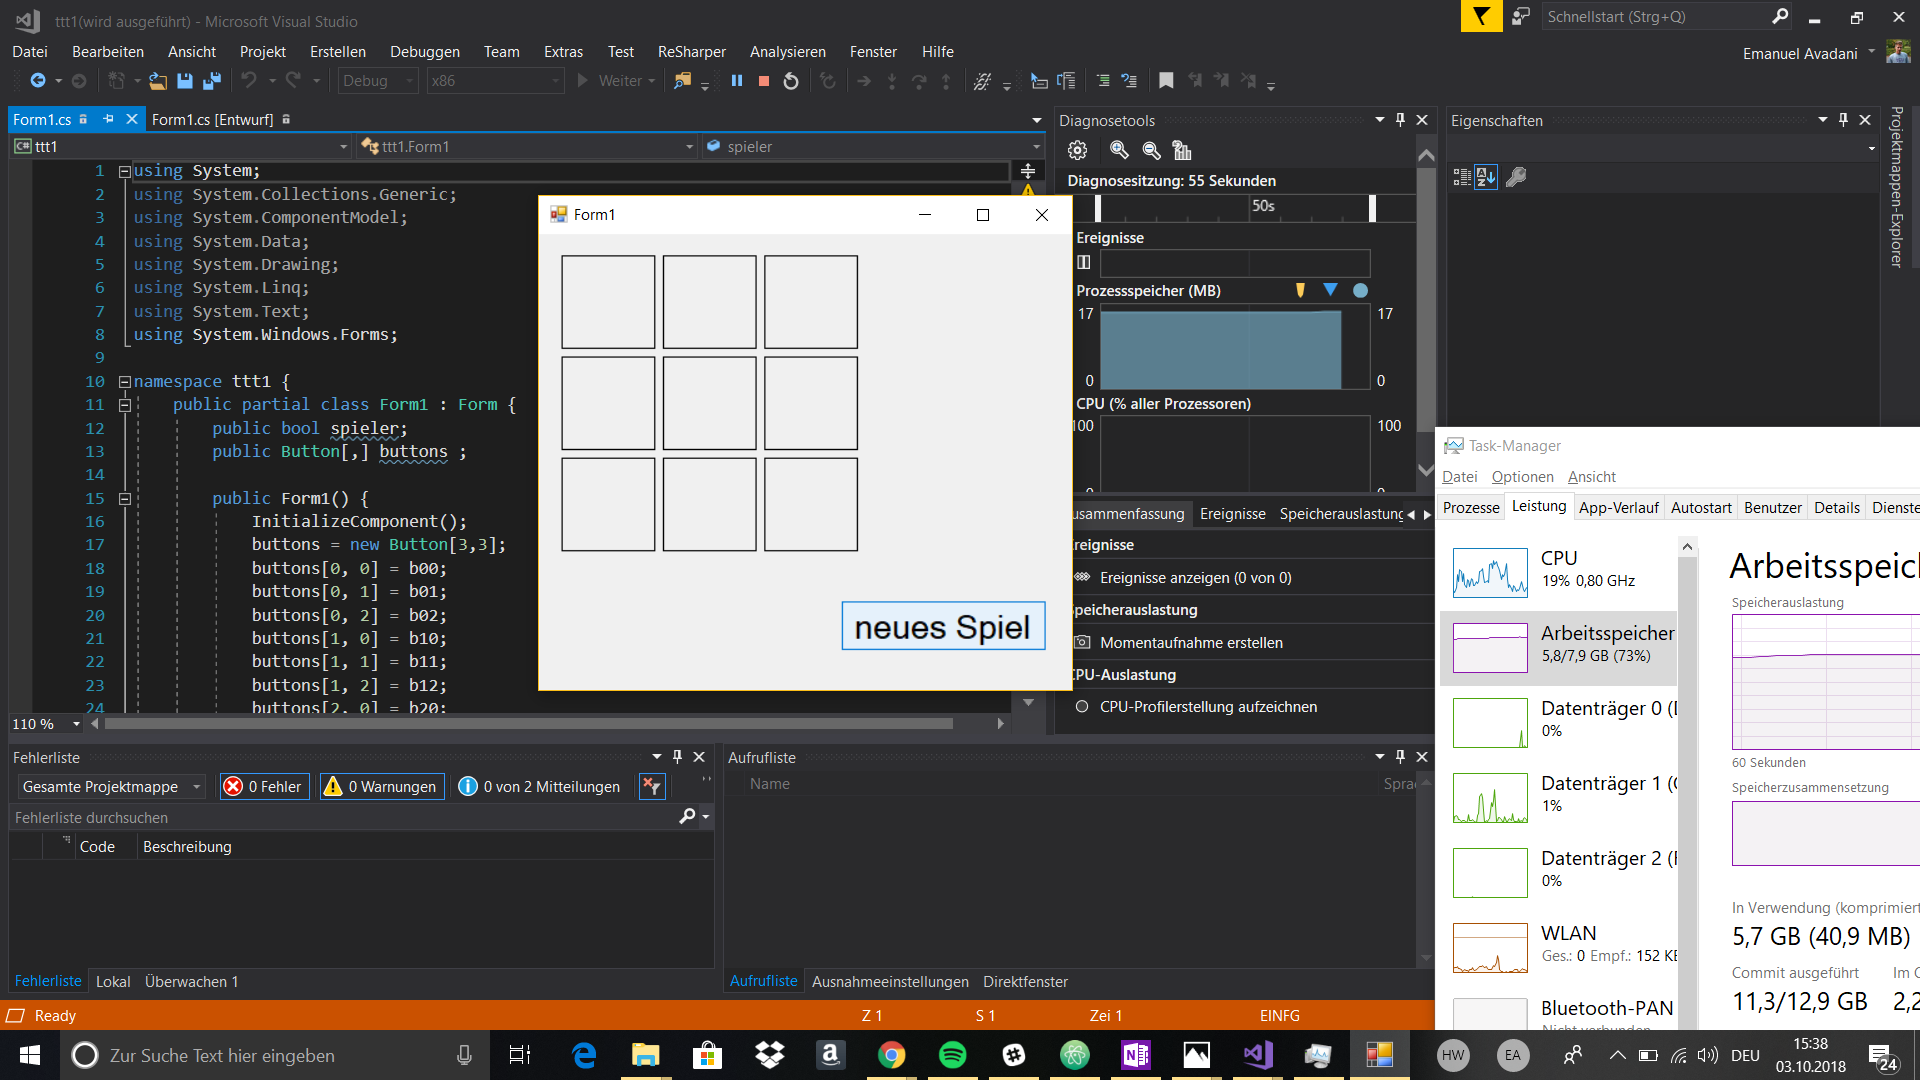 ttt1(wird ausgeführt) - Microsoft Visual Studio
Schnellstart (Strg+Q)
Datei Bearbeiten Ansicht Projekt Erstellen Debuggen Team Extras Test ReSharper Analysieren Fenster Hilfe
Emanuel Avadani
Debug x86 Weiter
Form1.cs Form1.cs [Entwurf]
C# ttt1 ttt1.Form1 spieler
1 using System;
2 using System.Collections.Generic;
3 using System.ComponentModel;
4 using System.Data;
5 using System.Drawing;
6 using System.Linq;
7 using System.Text;
8 using System.Windows.Forms;
9
10 namespace ttt1 {
11 public partial class Form1 : Form {
12 public bool spieler;
13 public Button[,] buttons ;
14
15 public Form1() {
16 InitializeComponent();
17 buttons = new Button[3,3];
18 buttons[0, 0] = b00;
19 buttons[0, 1] = b01;
20 buttons[0, 2] = b02;
21 buttons[1, 0] = b10;
22 buttons[1, 1] = b11;
23 buttons[1, 2] = b12;
24 buttons[2, 0] = b20;
110 %
Form1
neues Spiel
Diagnosetools
Diagnosesitzung: 55 Sekunden
50s
Ereignisse
Prozessspeicher (MB)
17 17
0 0
CPU (% aller Prozessoren)
100 100
0 0
usammenfassung Ereignisse Speicherauslastung
Ereignisse
Ereignisse anzeigen (0 von 0)
Speicherauslastung
Momentaufnahme erstellen
CPU-Auslastung
CPU-Profilerstellung aufzeichnen
Eigenschaften
Projektmappen-Explorer
Task-Manager
Datei Optionen Ansicht
Prozesse Leistung App-Verlauf Autostart Benutzer Details Dienste
CPU
19% 0,80 GHz
Arbeitsspeicher
5,8/7,9 GB (73%)
Datenträger 0 (D
0%
Datenträger 1 (C
1%
Datenträger 2 (F
0%
WLAN
Ges.: 0 Empf.: 152 KE
Bluetooth-PAN
Nicht verbunden
Arbeitsspeich
Speicherauslastung
60 Sekunden
Speicherzusammensetzung
In Verwendung (komprimiert
5,7 GB (40,9 MB)
Commit ausgeführt Im C
11,3/12,9 GB 2,2
Fehlerliste
Gesamte Projektmappe 0 Fehler 0 Warnungen 0 von 2 Mitteilungen
Fehlerliste durchsuchen
Code Beschreibung
Fehlerliste Lokal Überwachen 1
Aufrufliste
Name Sprac
Aufrufliste Ausnahmeeinstellungen Direktfenster
Ready Z 1 S 1 Zei 1 EINFG
Zur Suche Text hier eingeben
HW EA DEU
15:38
03.10.2018
24